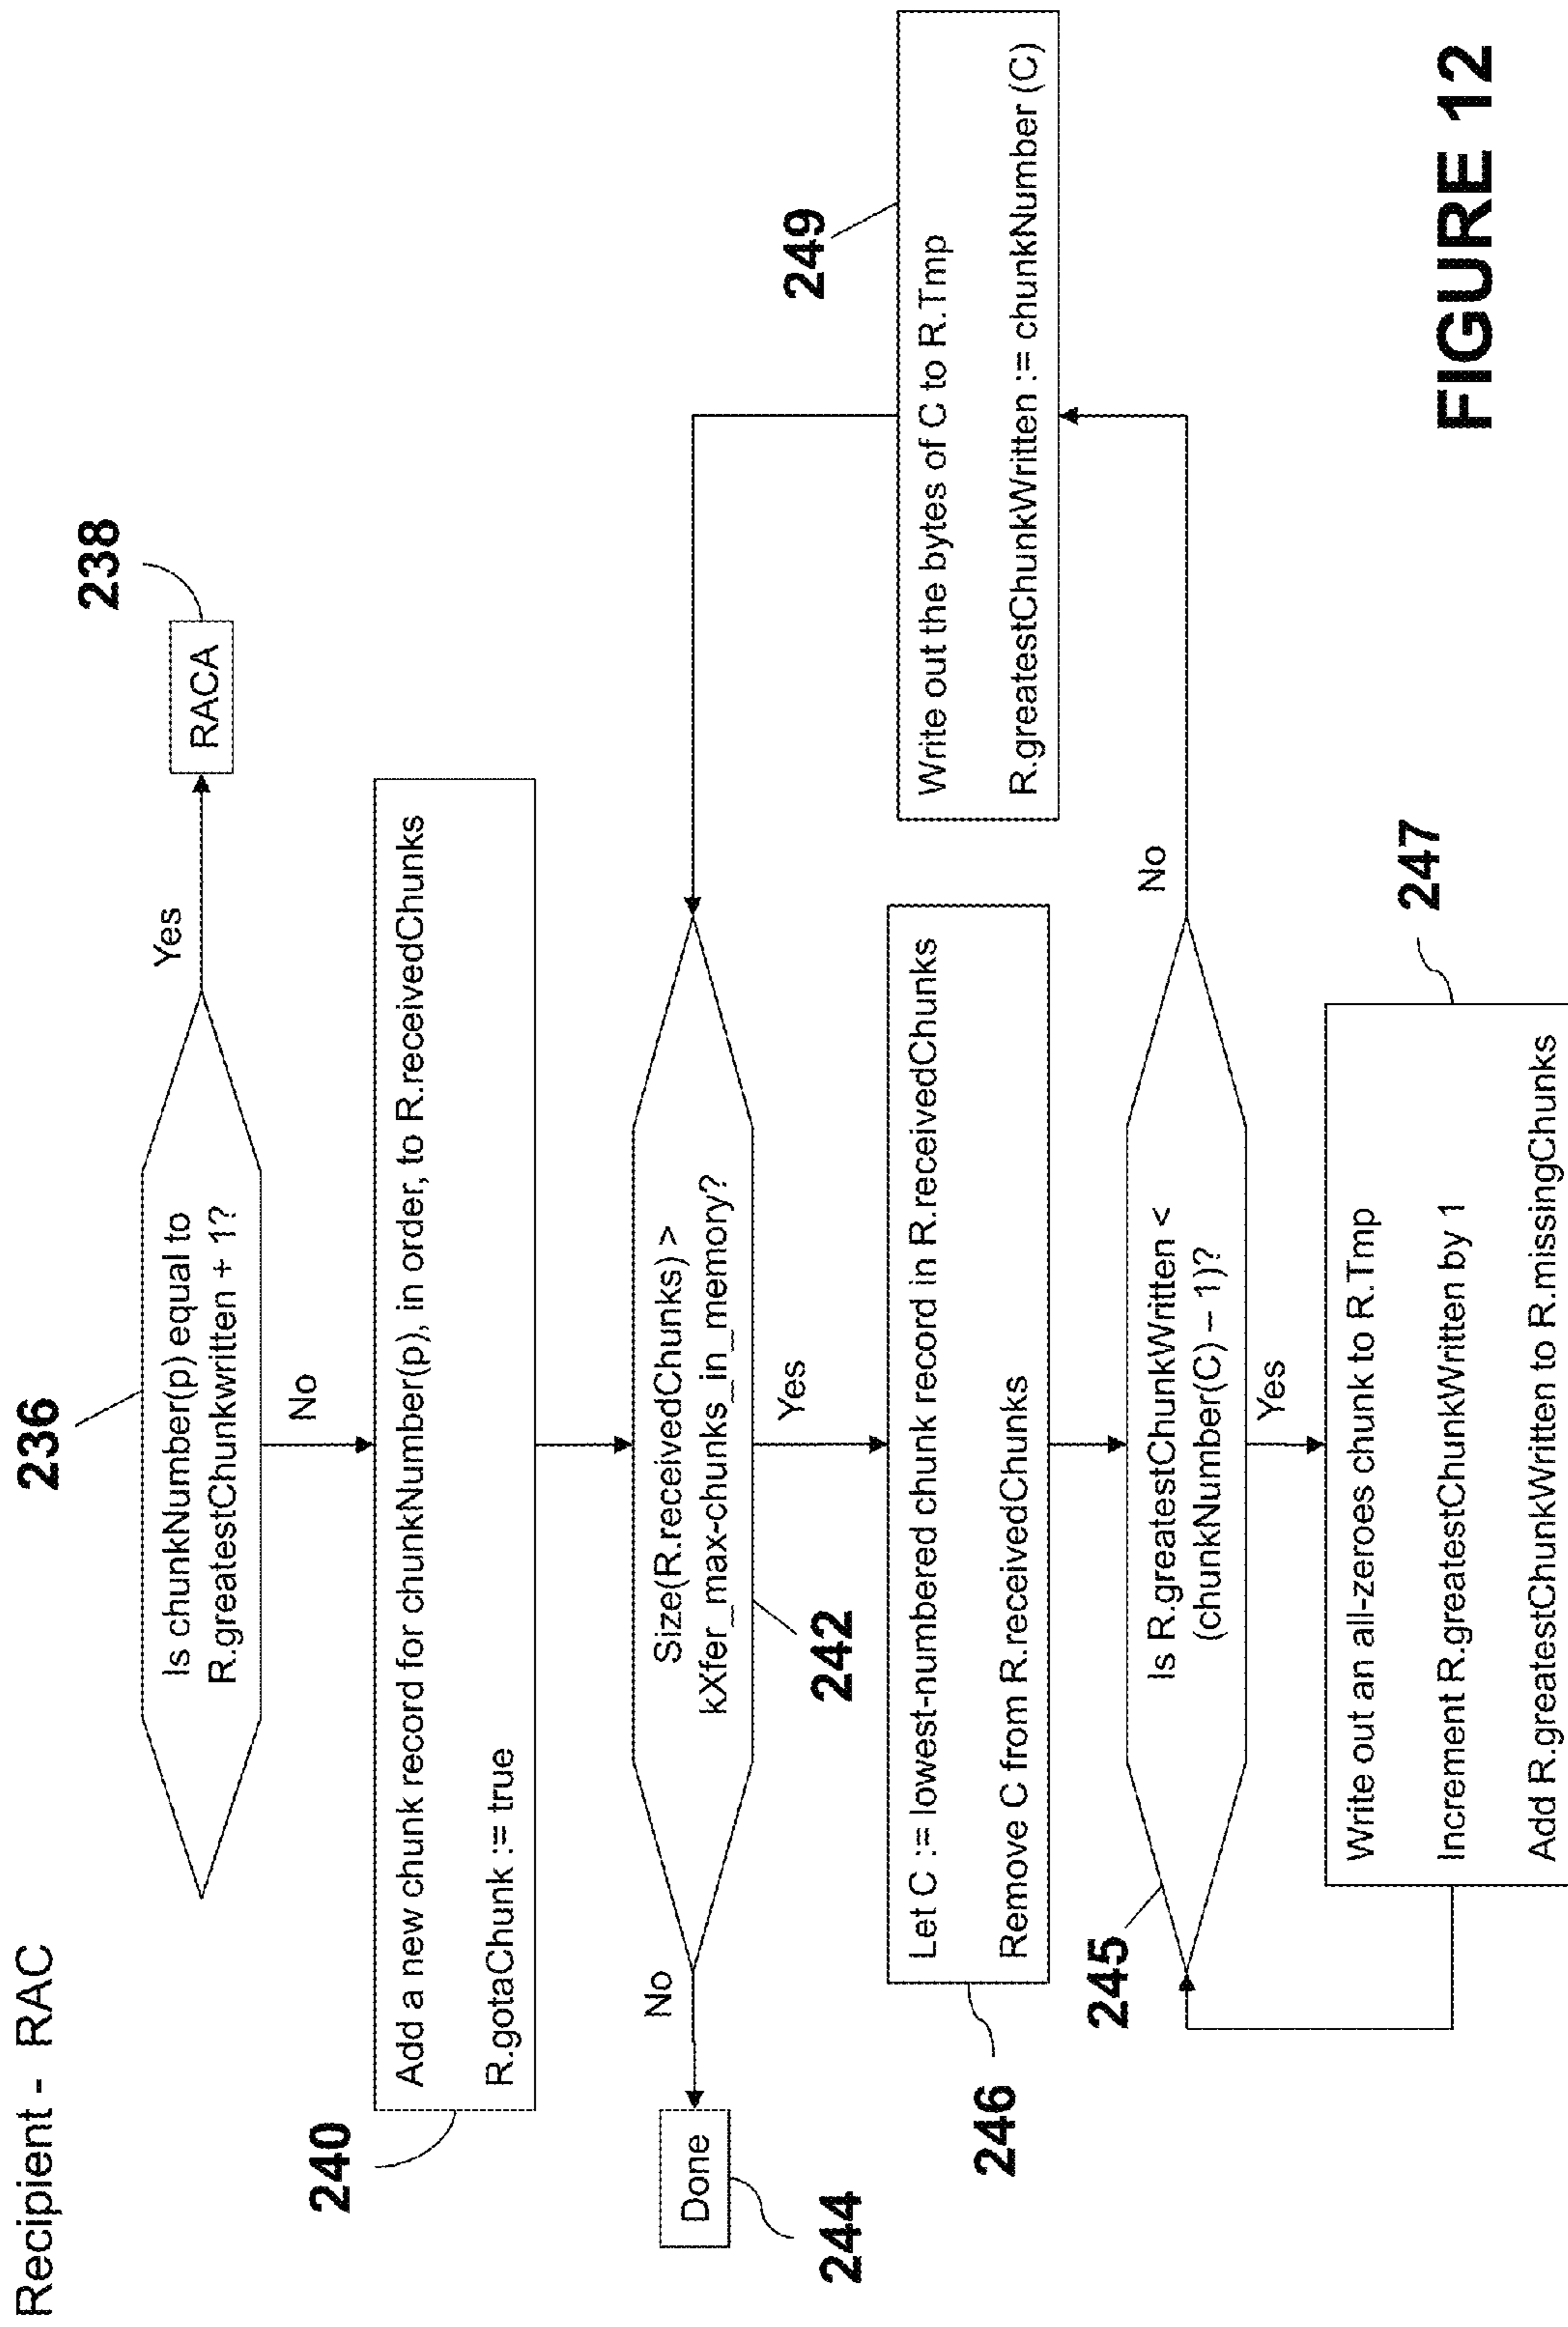 Recipient - RAC
236
Is chunkNumber(p) equal to
R.greatestChunkwritten + 1?
Yes
RACA
238
No
240
Add a new chunk record for chunkNumber(p), in order, to R.receivedChunks
R.gotaChunk := true
Size(R.receivedChunks) >
kXfer_max-chunks_in_memory?
242
No
Done
244
Yes
246
Let C := lowest-numbered chunk record in R.receivedChunks
Remove C from R.receivedChunks
245
Is R.greatestChunkWritten <
(chunkNumber(C) – 1)?
No
249
Write out the bytes of C to R.Tmp
R.greatestChunkWritten := chunkNumber (C)
Yes
247
Write out an all-zeroes chunk to R.Tmp
Increment R.greatestChunkWritten by 1
Add R.greatestChunkWritten to R.missingChunks
FIGURE 12